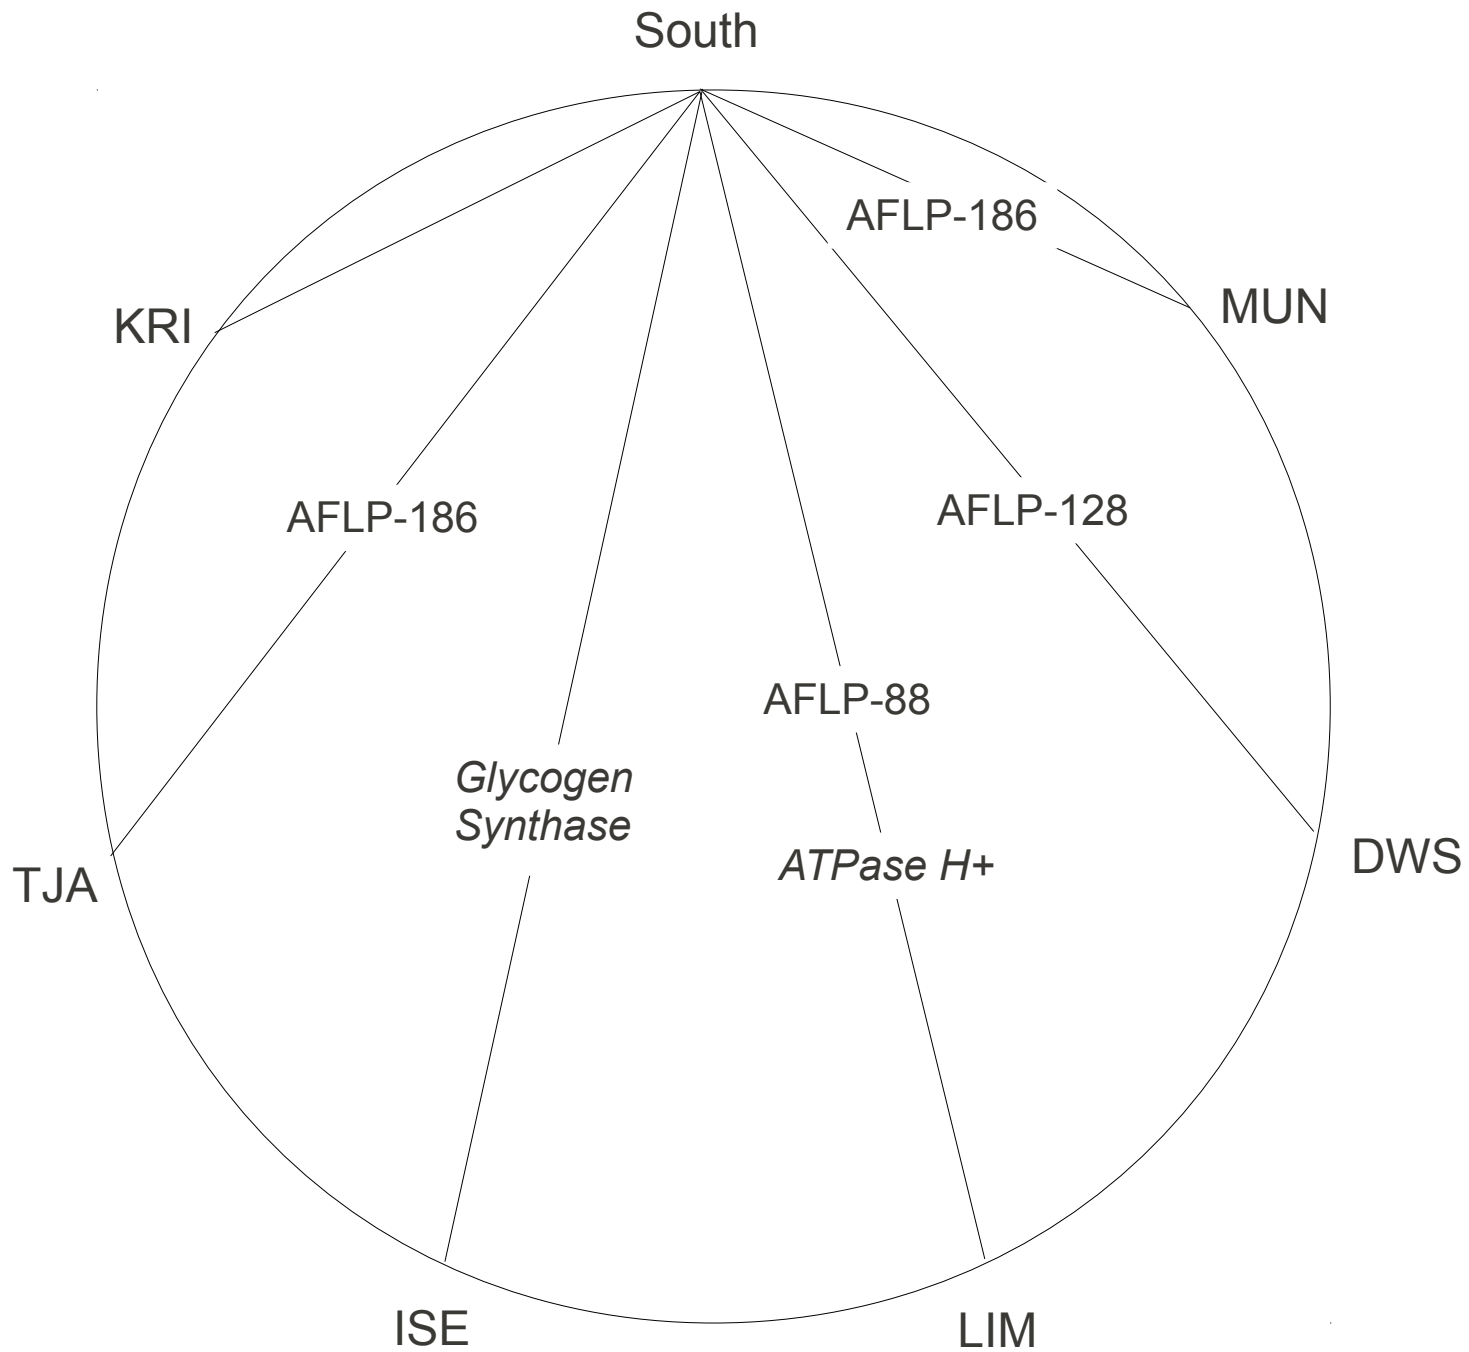 South
AFLP-186
MUN
KRI
AFLP-186
AFLP-128
AFLP-88
Glycogen
Synthase
ATPase H+
DWS
TJA
ISE
LIM